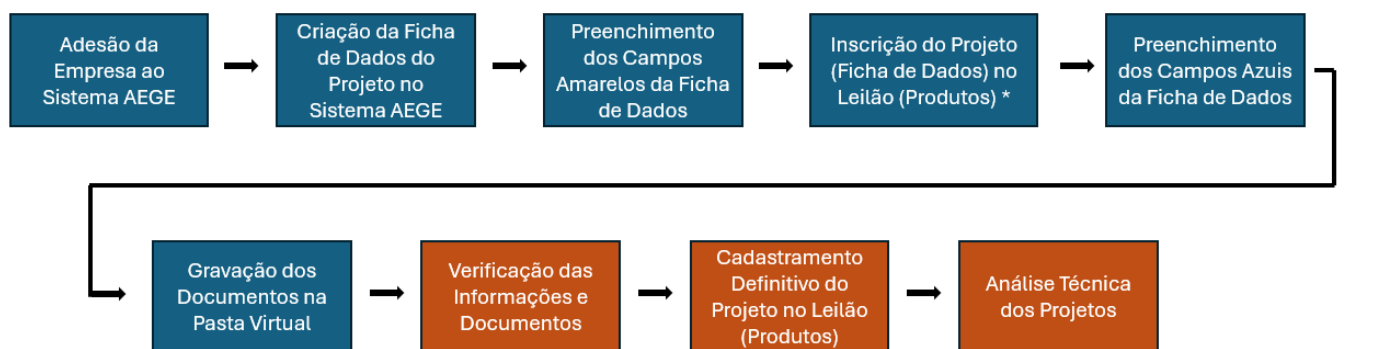 Adesão da
Empresa ao
Sistema AEGE
Criação da Ficha
de Dados do
Projeto no
Sistema AEGE
Preenchimento
dos Campos
Amarelos da Ficha
de Dados
Inscrição do Projeto
(Ficha de Dados) no
Leilão (Produtos) *
Preenchimento
dos Campos Azuis
da Ficha de Dados
Gravação dos
Documentos na
Pasta Virtual
Verificação das
Informações e
Documentos
Cadastramento
Definitivo do
Projeto no Leilão
(Produtos)
Análise Técnica
dos Projetos